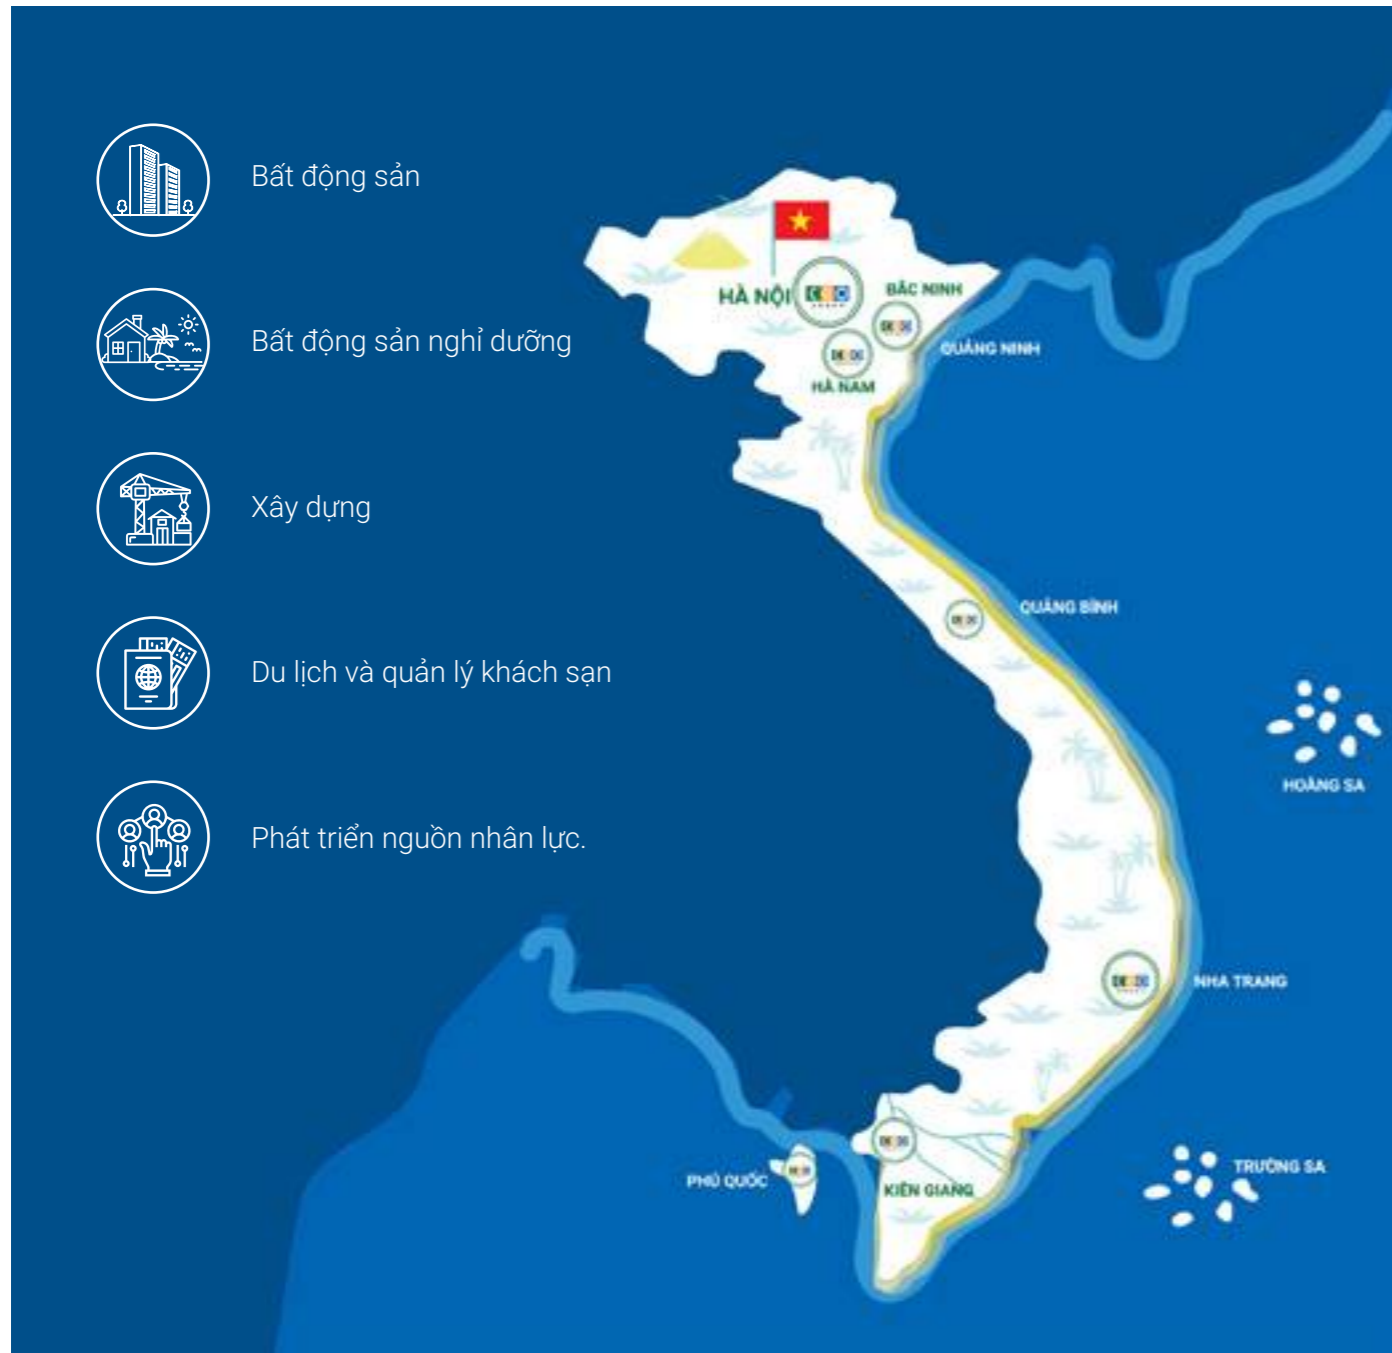 Bất động sản
Bất động sản nghỉ dưỡng
Xây dựng
Du lịch và quản lý khách sạn
Phát triển nguồn nhân lực.
HÀ NỘI
CEO
BẮC NINH
QUẢNG NINH
HÀ NAM
QUẢNG BÌNH
HOÀNG SA
NHA TRANG
TRƯỜNG SA
PHÚ QUỐC
KIÊN GIANG